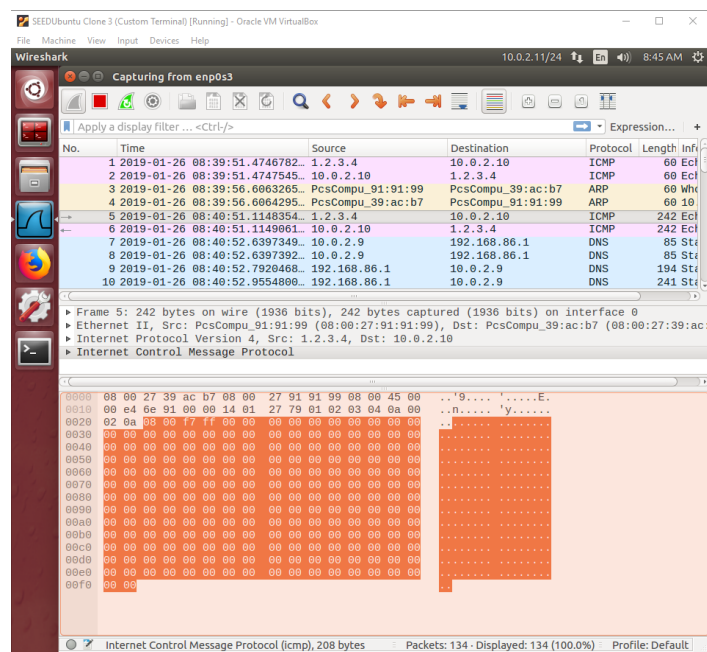 SEEDUbuntu Clone 3 (Custom Terminal) [Running] - Oracle VM VirtualBox
File Machine View Input Devices Help
Wireshark 10.0.2.11/24 En 8:45 AM
Capturing from enp0s3
Apply a display filter ... <Ctrl-/> Expression... +
No. Time Source Destination Protocol Length Info
1 2019-01-26 08:39:51.4746782… 1.2.3.4 10.0.2.10 ICMP 60 Ech
2 2019-01-26 08:39:51.4747545… 10.0.2.10 1.2.3.4 ICMP 60 Ech
3 2019-01-26 08:39:56.6063265… PcsCompu_91:91:99 PcsCompu_39:ac:b7 ARP 60 Who
4 2019-01-26 08:39:56.6064295… PcsCompu_39:ac:b7 PcsCompu_91:91:99 ARP 60 10.
5 2019-01-26 08:40:51.1148354… 1.2.3.4 10.0.2.10 ICMP 242 Ech
6 2019-01-26 08:40:51.1149061… 10.0.2.10 1.2.3.4 ICMP 242 Ech
7 2019-01-26 08:40:52.6397349… 10.0.2.9 192.168.86.1 DNS 85 Sta
8 2019-01-26 08:40:52.6397392… 10.0.2.9 192.168.86.1 DNS 85 Sta
9 2019-01-26 08:40:52.7920468… 192.168.86.1 10.0.2.9 DNS 194 Sta
10 2019-01-26 08:40:52.9554800… 192.168.86.1 10.0.2.9 DNS 241 Sta
Frame 5: 242 bytes on wire (1936 bits), 242 bytes captured (1936 bits) on interface 0
Ethernet II, Src: PcsCompu_91:91:99 (08:00:27:91:91:99), Dst: PcsCompu_39:ac:b7 (08:00:27:39:ac:
Internet Protocol Version 4, Src: 1.2.3.4, Dst: 10.0.2.10
Internet Control Message Protocol
0000 08 00 27 39 ac b7 08 00 27 91 91 99 08 00 45 00 ..'9.... '.....E.
0010 00 e4 6e 91 00 00 14 01 27 79 01 02 03 04 0a 00 ..n..... 'y......
0020 02 0a 08 00 f7 ff 00 00 00 00 00 00 00 00 00 00 ........ ........
0030 00 00 00 00 00 00 00 00 00 00 00 00 00 00 00 00 ........ ........
0040 00 00 00 00 00 00 00 00 00 00 00 00 00 00 00 00 ........ ........
0050 00 00 00 00 00 00 00 00 00 00 00 00 00 00 00 00 ........ ........
0060 00 00 00 00 00 00 00 00 00 00 00 00 00 00 00 00 ........ ........
0070 00 00 00 00 00 00 00 00 00 00 00 00 00 00 00 00 ........ ........
0080 00 00 00 00 00 00 00 00 00 00 00 00 00 00 00 00 ........ ........
0090 00 00 00 00 00 00 00 00 00 00 00 00 00 00 00 00 ........ ........
00a0 00 00 00 00 00 00 00 00 00 00 00 00 00 00 00 00 ........ ........
00b0 00 00 00 00 00 00 00 00 00 00 00 00 00 00 00 00 ........ ........
00c0 00 00 00 00 00 00 00 00 00 00 00 00 00 00 00 00 ........ ........
00d0 00 00 00 00 00 00 00 00 00 00 00 00 00 00 00 00 ........ ........
00e0 00 00 00 00 00 00 00 00 00 00 00 00 00 00 00 00 ........ ........
00f0 00 00 ..
Internet Control Message Protocol (icmp), 208 bytes Packets: 134 · Displayed: 134 (100.0%) Profile: Default